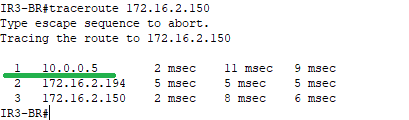 IR3-BR#traceroute 172.16.2.150
Type escape sequence to abort.
Tracing the route to 172.16.2.150
1 10.0.0.5 2 msec 11 msec 9 msec
2 172.16.2.194 5 msec 5 msec 5 msec
3 172.16.2.150 2 msec 8 msec 6 msec
IR3-BR#